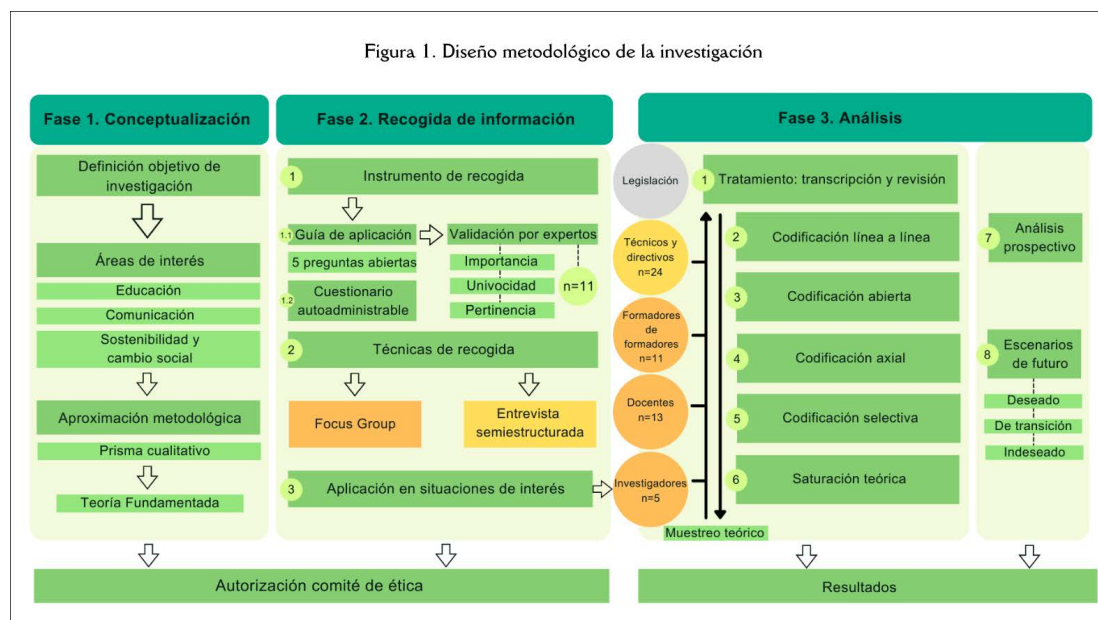 Figura 1. Diseño metodológico de la investigación
Fase 1. Conceptualización
Definición objetivo de
investigación
Áreas de interés
Educación
Comunicación
Sostenibilidad y
cambio social
Aproximación metodológica
Prisma cualitativo
Teoría Fundamentada
Fase 2. Recogida de información
1
Instrumento de recogida
1.1
Guía de aplicación
5 preguntas abiertas
1.2
Cuestionario
autoadministrable
Validación por expertos
Importancia
Univocidad
Pertinencia
n=11
2
Técnicas de recogida
Focus Group
Entrevista
semiestructurada
3
Aplicación en situaciones de interés
Autorización comité de ética
Fase 3. Análisis
Legislación
Técnicos y
directivos
n=24
Formadores
de
formadores
n=11
Docentes
n=13
Investigadores
n=5
1
Tratamiento: transcripción y revisión
2
Codificación línea a línea
3
Codificación abierta
4
Codificación axial
5
Codificación selectiva
6
Saturación teórica
Muestreo teórico
7
Análisis
prospectivo
8
Escenarios
de futuro
Deseado
De transición
Indeseado
Resultados